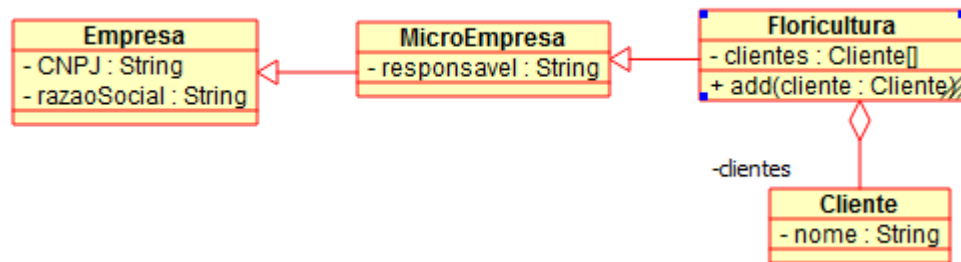 Empresa
- CNPJ : String
- razaoSocial : String
MicroEmpresa
- responsavel : String
Floricultura
- clientes : Cliente[]
+ add(cliente : Cliente)
-clientes
Cliente
- nome : String